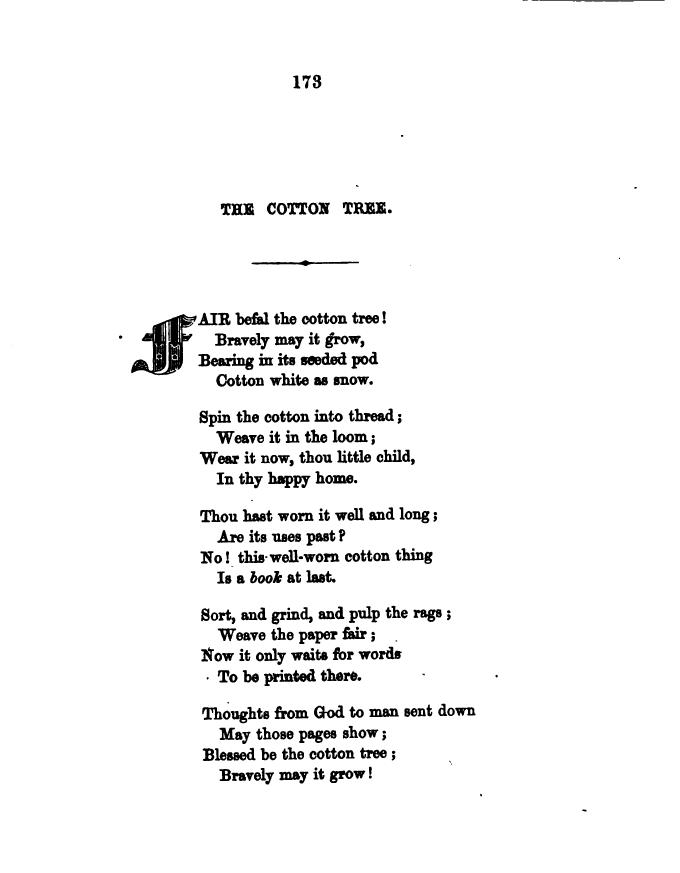 173
THE COTTON TREE.
FAIR befal the cotton tree!
Bravely may it grow,
Bearing in its seeded pod
Cotton white as snow.
Spin the cotton into thread;
Weave it in the loom;
Wear it now, thou little child,
In thy happy home.
Thou hast worn it well and long;
Are its uses past?
No! this well-worn cotton thing
Is a book at last.
Sort, and grind, and pulp the rags;
Weave the paper fair;
Now it only waits for words
To be printed there.
Thoughts from God to man sent down
May those pages show;
Blessed be the cotton tree;
Bravely may it grow!